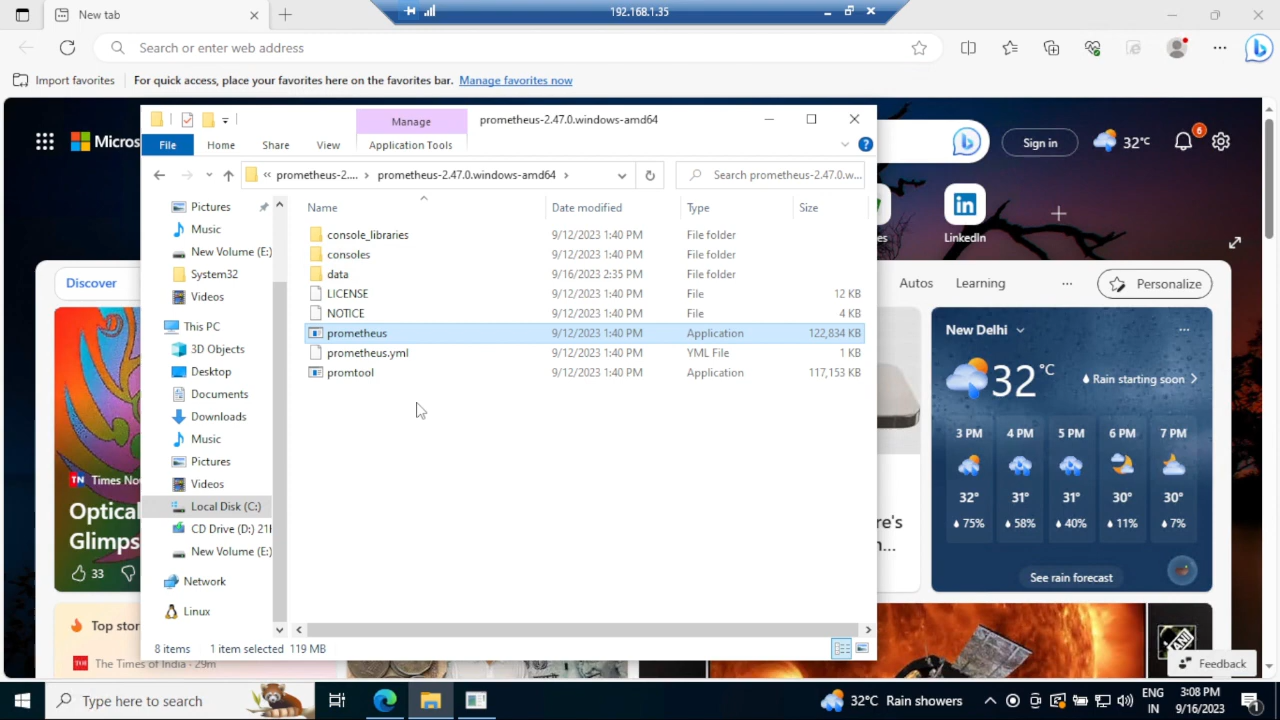 192.168.1.35
New tab
Search or enter web address
Import favorites
For quick access, place your favorites here on the favorites bar.
Manage favorites now
Micros
Sign in
32°C
6
LinkedIn
es
Discover
Autos
Learning
Personalize
Manage
prometheus-2.47.0.windows-amd64
File
Home
Share
View
Application Tools
« prometheus-2.... › prometheus-2.47.0.windows-amd64 ›
Search prometheus-2.47.0.w...
Name
Date modified
Type
Size
console_libraries 9/12/2023 1:40 PM File folder
consoles 9/12/2023 1:40 PM File folder
data 9/16/2023 2:35 PM File folder
LICENSE 9/12/2023 1:40 PM File 12 KB
NOTICE 9/12/2023 1:40 PM File 4 KB
prometheus 9/12/2023 1:40 PM Application 122,834 KB
prometheus.yml 9/12/2023 1:40 PM YML File 1 KB
promtool 9/12/2023 1:40 PM Application 117,153 KB
Pictures
Music
New Volume (E:)
System32
Videos
This PC
3D Objects
Desktop
Documents
Downloads
Music
Pictures
Videos
Local Disk (C:)
CD Drive (D:) 21H
New Volume (E:)
Network
Linux
8 items 1 item selected 119 MB
TN Times Nov
Optical
Glimps
33
Top stor
The Times of India · 29m
re's
n...
New Delhi
32 °C
Rain starting soon
3 PM 4 PM 5 PM 6 PM 7 PM
32° 31° 31° 30° 30°
75% 58% 40% 11% 7%
See rain forecast
ANI
Feedback
Type here to search
32°C Rain showers
ENG
IN
3:08 PM
9/16/2023
1